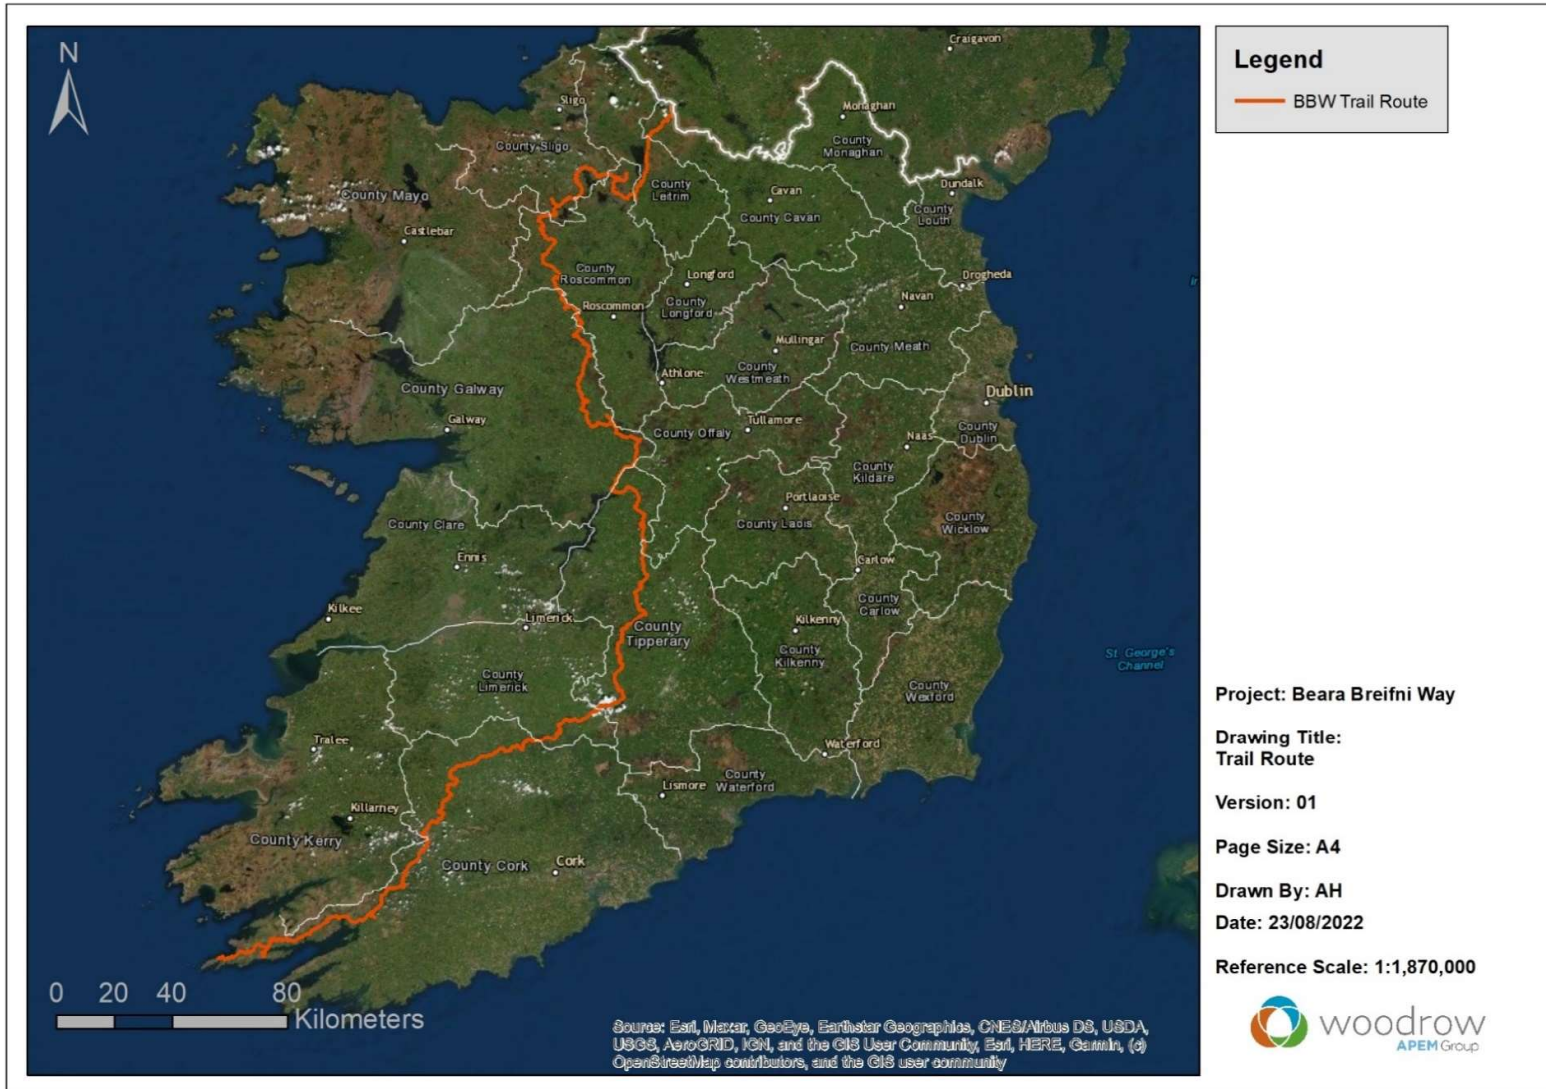 N
Craigavon
Sligo
Monaghan
County Sligo
County
Monaghan
County
Leitrim
Cavan
Dundalk
County Mayo
County Cavan
County
Louth
Castlebar
County
Roscommon
Longford
Drogheda
Roscommon
County
Longford
Navan
Mullingar
County Meath
Athlone
County
Westmeath
County Galway
Dublin
Galway
County Offaly
Tullamore
County
Dublin
Naas
County
Kildare
Portlaoise
County Clare
County Laois
County
Wicklow
Ennis
Carlow
County
Carlow
Kilkee
Limerick
County
Tipperary
Kilkenny
County
Kilkenny
St. George's
Channel
County
Limerick
County
Wexford
Tralee
Waterford
Lismore
County
Waterford
Killarney
County Kerry
County Cork
Cork
0 20 40 80
Kilometers
Source: Esri, Maxar, GeoEye, Earthstar Geographics, CNES/Airbus DS, USDA,
USGS, AeroGRID, IGN, and the GIS User Community, Esri, HERE, Garmin, (c)
OpenStreetMap contributors, and the GIS user community
Legend
BBW Trail Route
Project: Beara Breifni Way
Drawing Title:
Trail Route
Version: 01
Page Size: A4
Drawn By: AH
Date: 23/08/2022
Reference Scale: 1:1,870,000
woodrow
APEM Group